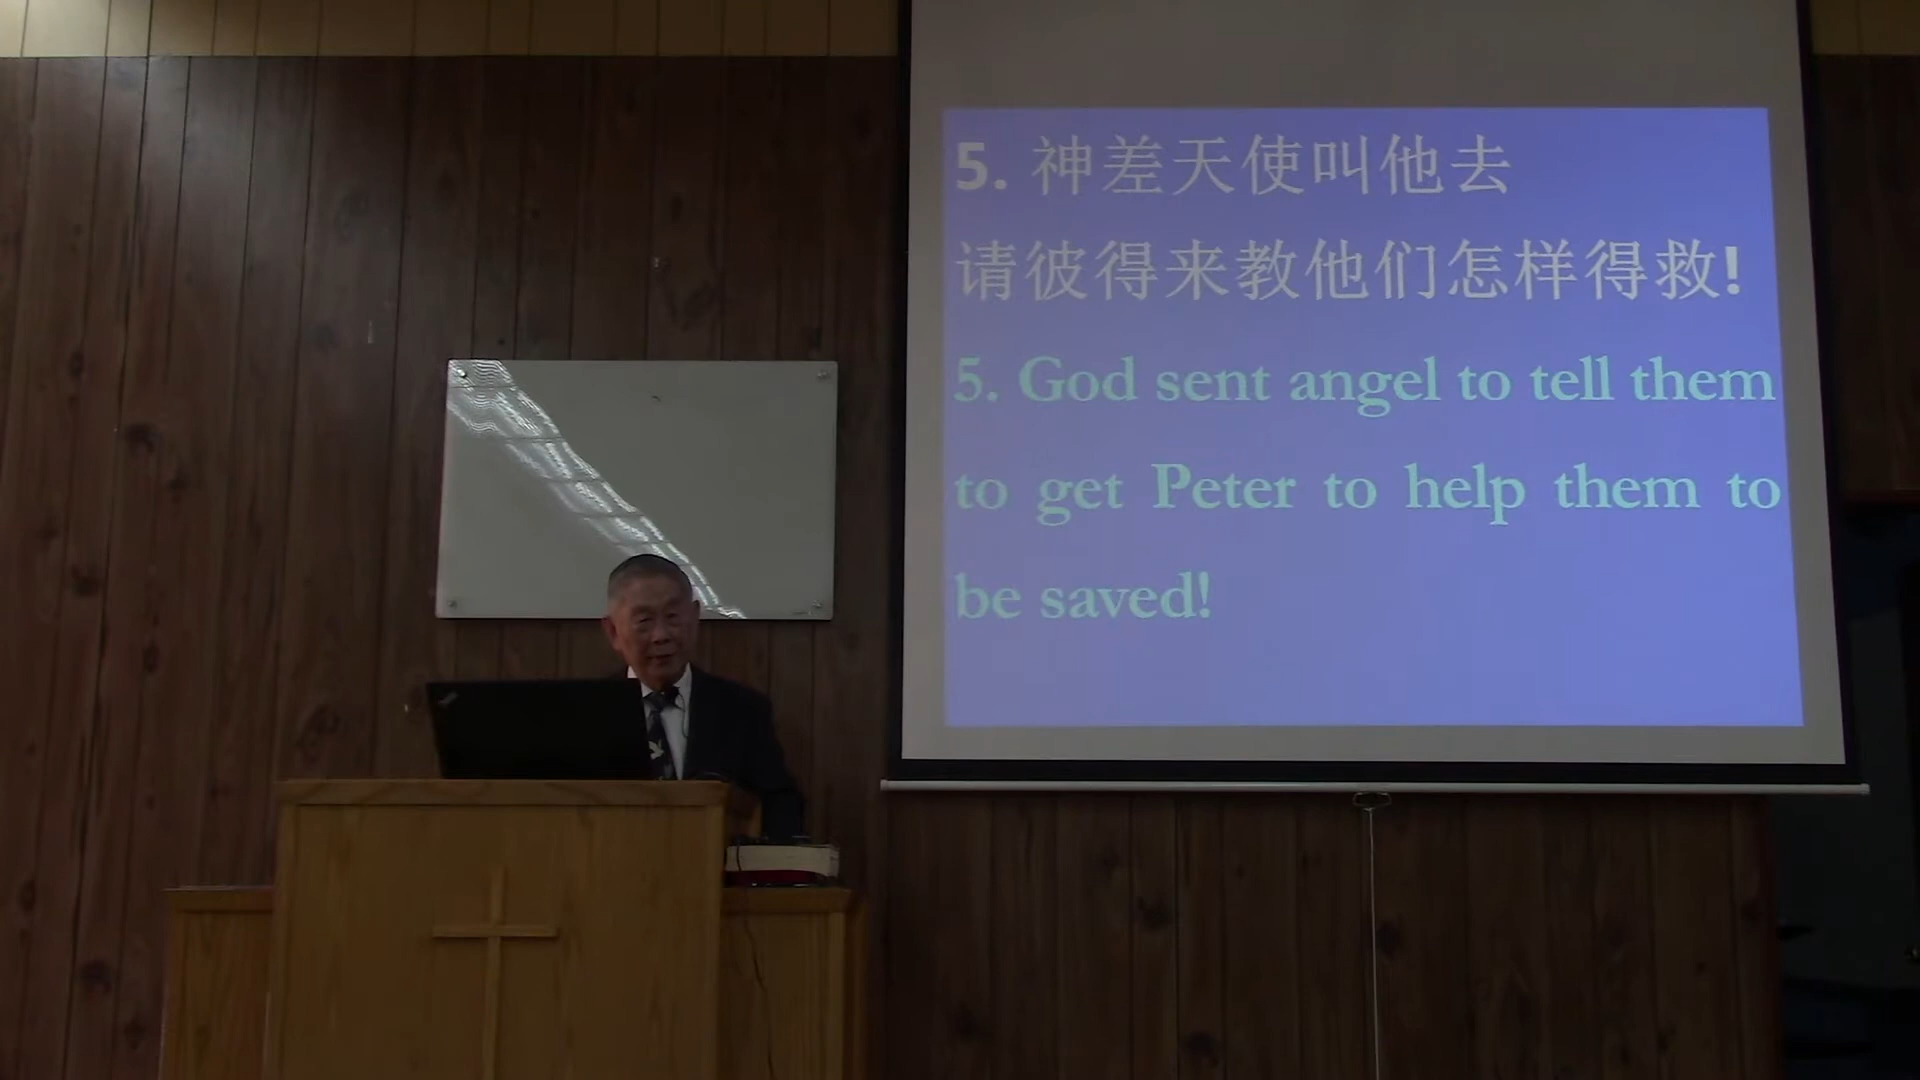 5. 神差天使叫他去
请彼得来教他们怎样得救!
5. God sent angel to tell them
to get Peter to help them to
be saved!